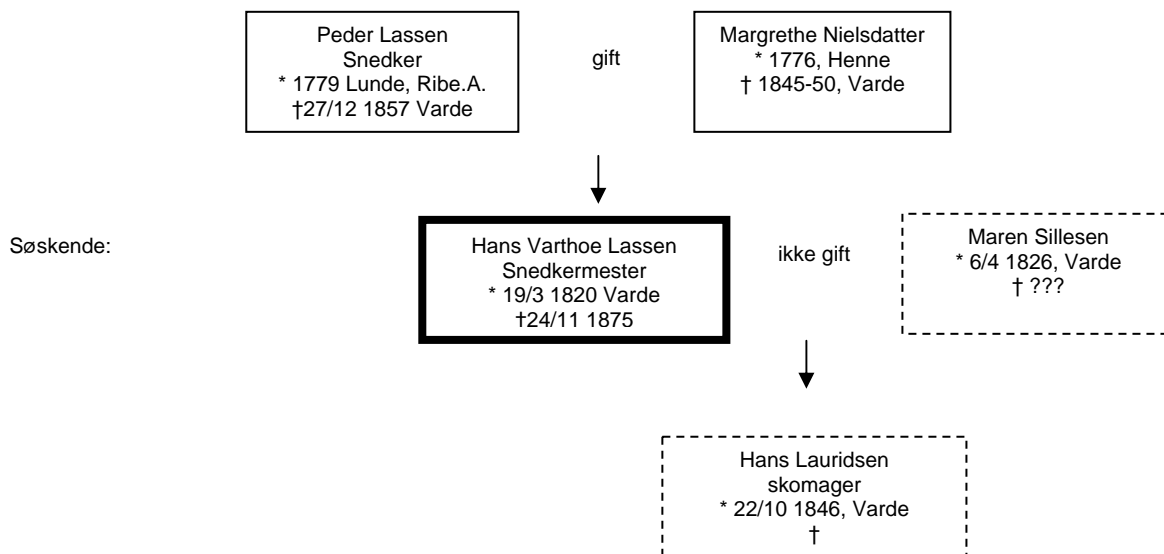 Peder Lassen
Snedker
* 1779 Lunde, Ribe.A.
†27/12 1857 Varde
gift
Margrethe Nielsdatter
* 1776, Henne
† 1845-50, Varde
Søskende:
Hans Varthoe Lassen
Snedkermester
* 19/3 1820 Varde
†24/11 1875
ikke gift
Maren Sillesen
* 6/4 1826, Varde
† ???
Hans Lauridsen
skomager
* 22/10 1846, Varde
†